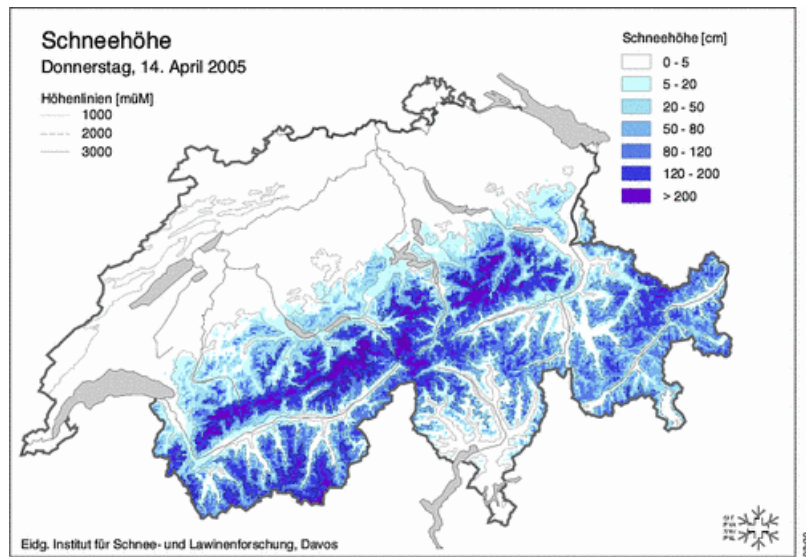 Schneehöhe
Donnerstag, 14. April 2005
Höhenlinien [müM]
1000
2000
3000
Schneehöhe [cm]
0 - 5
5 - 20
20 - 50
50 - 80
80 - 120
120 - 200
> 200
Eidg. Institut für Schnee- und Lawinenforschung, Davos